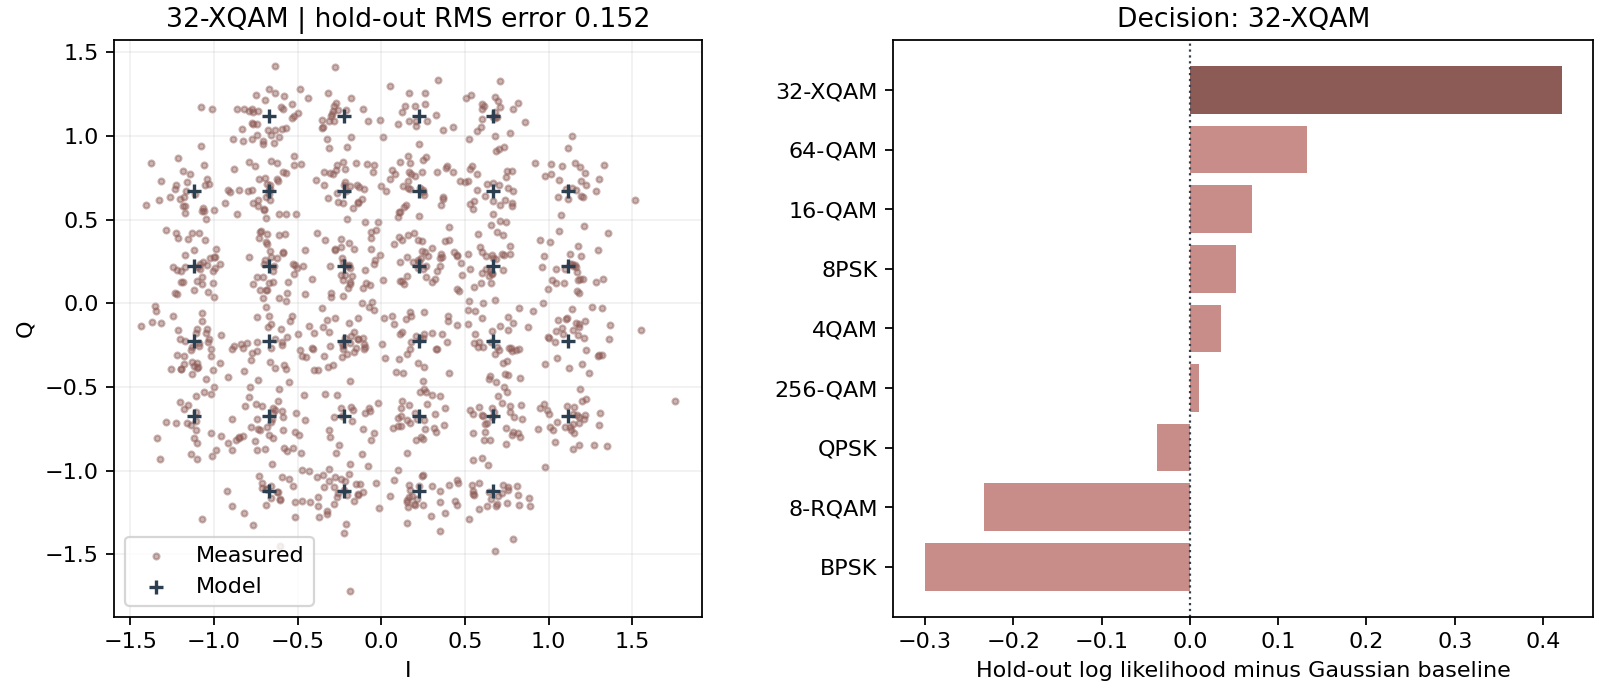 32-XQAM | hold-out RMS error 0.152
1.5
1.0
0.5
0.0
−0.5
−1.0
−1.5
Q
Measured
Model
−1.5
−1.0
−0.5
0.0
0.5
1.0
1.5
I
Decision: 32-XQAM
32-XQAM
64-QAM
16-QAM
8PSK
4QAM
256-QAM
QPSK
8-RQAM
BPSK
−0.3
−0.2
−0.1
0.0
0.1
0.2
0.3
0.4
Hold-out log likelihood minus Gaussian baseline